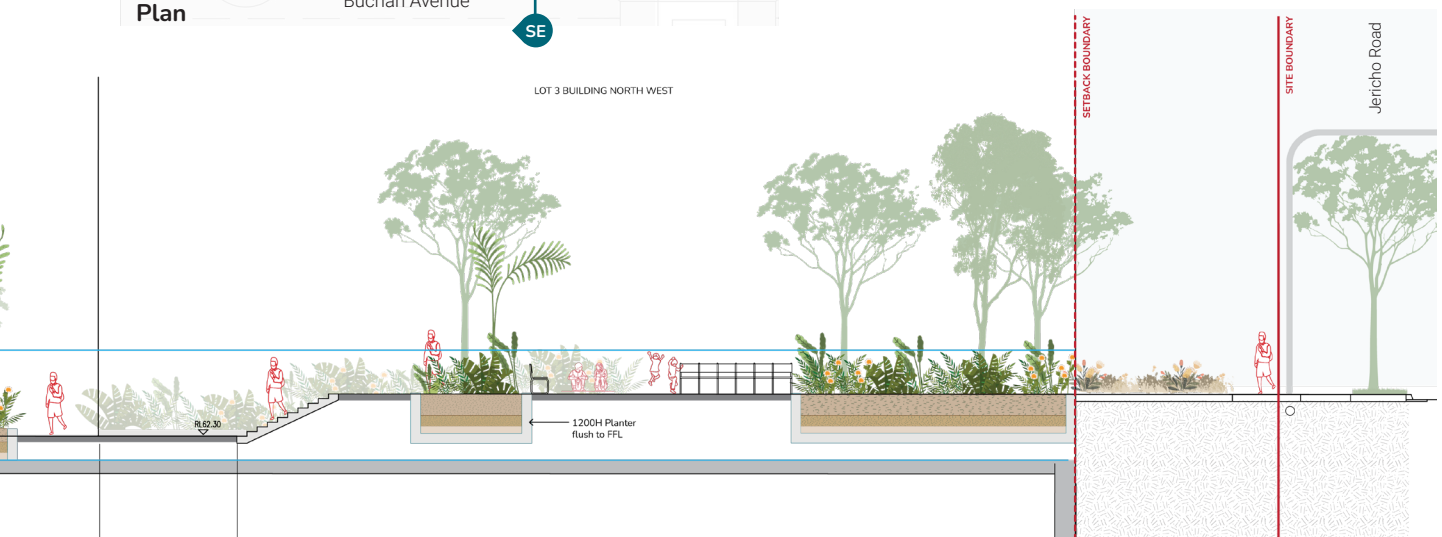 Buchan Avenue
Plan
SE
LOT 3 BUILDING NORTH WEST
SETBACK BOUNDARY
SITE BOUNDARY
Jericho Road
RL62.30
1200H Planter
flush to FFL